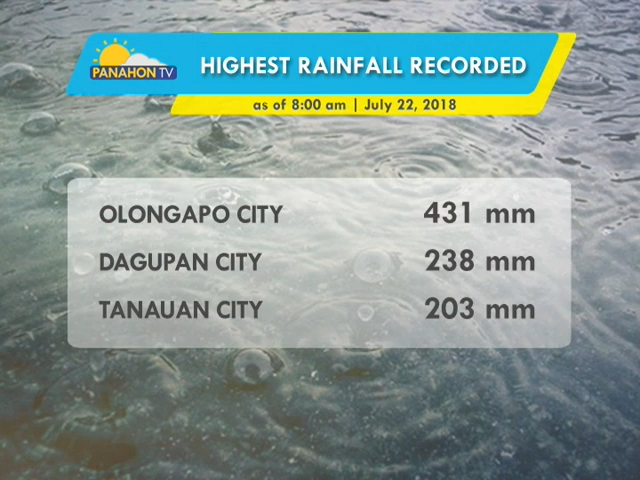 PANAHON TV
HIGHEST RAINFALL RECORDED
as of 8:00 am | July 22, 2018
OLONGAPO CITY 431 mm
DAGUPAN CITY 238 mm
TANAUAN CITY 203 mm